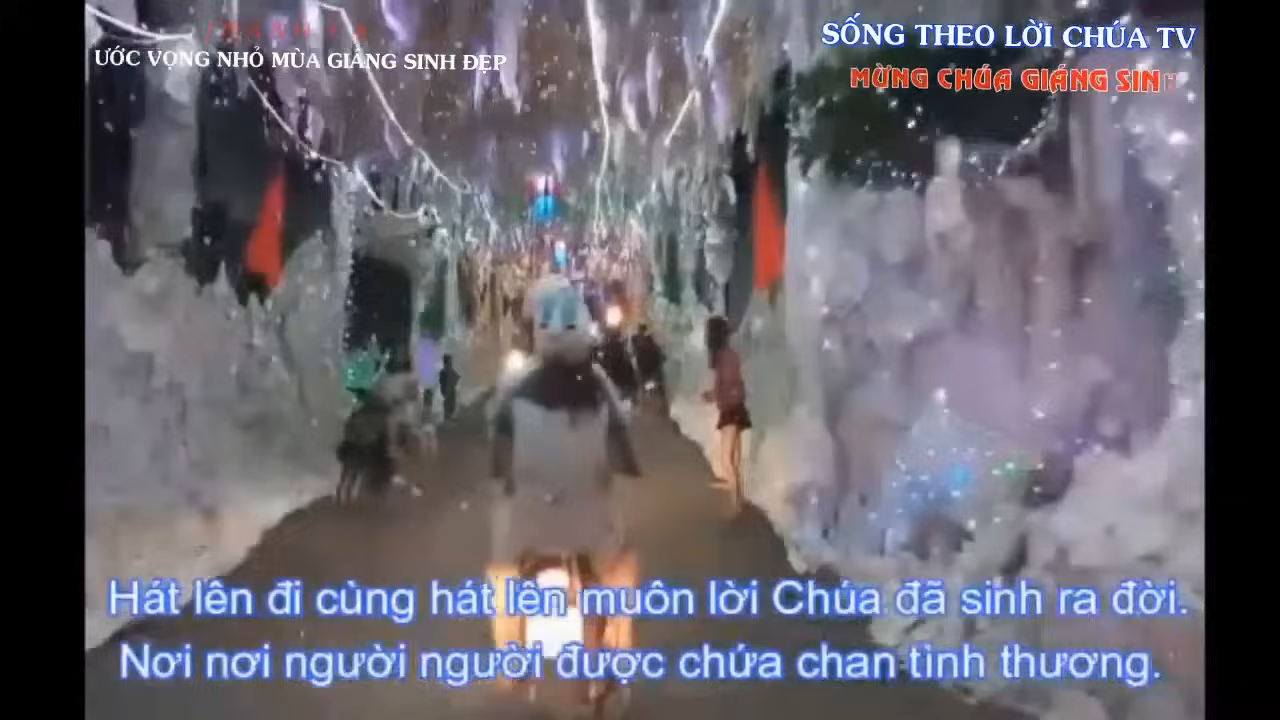 THÁNH CA
ƯỚC VỌNG NHỎ MÙA GIÁNG SINH ĐẸP
SỐNG THEO LỜI CHÚA TV
MỪNG CHÚA GIÁNG SINH
Hát lên đi cùng hát lên muôn lời Chúa đã sinh ra đời.
Nơi nơi người người được chứa chan tình thương.